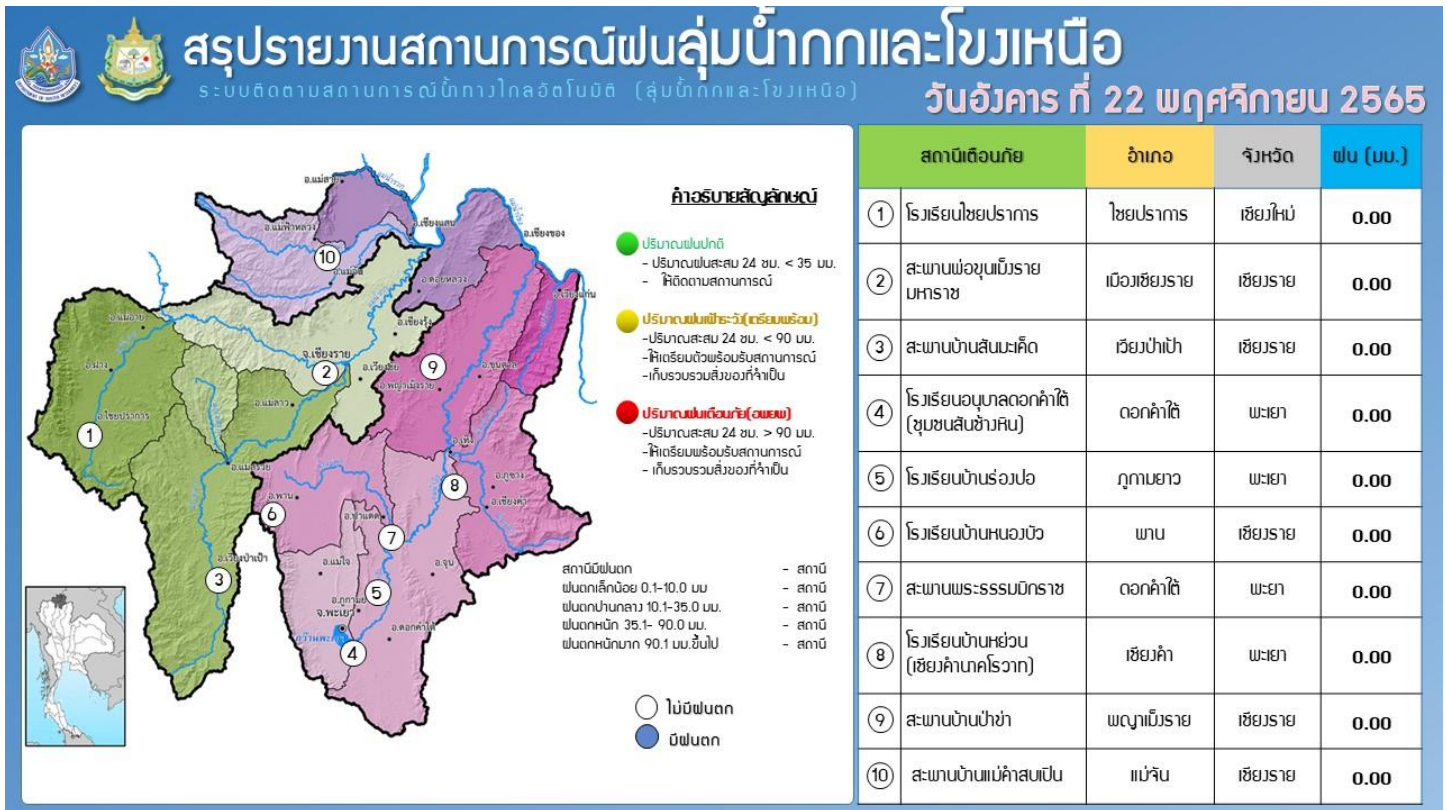 สรุปรายงานสถานการณ์ฝนลุ่มน้ำกกและโขงเหนือ
ระบบติดตามสถานการณ์น้ำทางไกลอัตโนมัติ (ลุ่มน้ำกกและโขงเหนือ)
วันอังคาร ที่ 22 พฤศจิกายน 2565
อ.แม่สาย
อ.แม่ฟ้าหลวง
อ.เชียงแสน
อ.เชียงของ
10
อ.ดอยหลวง
อ.เวียงแก่น
อ.แม่อาย
อ.เชียงรุ้ง
จ.เชียงราย
2
9
อ.ฝาง
อ.พญาเม็งราย
อ.ขุนตาล
อ.แม่ลาว
อ.ไชยปราการ
1
อ.เทิง
อ.แม่สรวย
8
อ.ภูซาง
อ.พาน
อ.เชียงคำ
6
อ.ป่าแดด
7
อ.เวียงป่าเป้า
3
อ.แม่ใจ
อ.จุน
5
จ.พะเยา
กว๊านพะเยา
อ.ดอกคำใต้
4
คำอธิบายสัญลักษณ์
ปริมาณฝนปกติ
- ปริมาณฝนสะสม 24 ชม. < 35 มม.
- ให้ติดตามสถานการณ์
ปริมาณฝนเฝ้าระวัง(เตรียมพร้อม)
-ปริมาณสะสม 24 ชม. < 90 มม.
-ให้เตรียมตัวพร้อมรับสถานการณ์
-เก็บรวบรวมสิ่งของที่จำเป็น
ปริมาณฝนเตือนภัย(อพยพ)
-ปริมาณสะสม 24 ชม. > 90 มม.
-ให้เตรียมพร้อมรับสถานการณ์
- เก็บรวบรวมสิ่งของที่จำเป็น
สถานีมีฝนตก - สถานี
ฝนตกเล็กน้อย 0.1-10.0 มม - สถานี
ฝนตกปานกลาง 10.1-35.0 มม. - สถานี
ฝนตกหนัก 35.1- 90.0 มม. - สถานี
ฝนตกหนักมาก 90.1 มม.ขึ้นไป - สถานี
ไม่มีฝนตก
มีฝนตก
สถานีเตือนภัย อำเภอ จังหวัด ฝน (มม.)
1 โรงเรียนไชยปราการ ไชยปราการ เชียงใหม่ 0.00
2 สะพานพ่อขุนเม็งราย
มหาราช เมืองเชียงราย เชียงราย 0.00
3 สะพานบ้านสันมะเค็ด เวียงป่าเป้า เชียงราย 0.00
4 โรงเรียนอนุบาลดอกคำใต้
(ชุมชนสันช้างหิน) ดอกคำใต้ พะเยา 0.00
5 โรงเรียนบ้านร่องปอ ภูกามยาว พะเยา 0.00
6 โรงเรียนบ้านหนองบัว พาน เชียงราย 0.00
7 สะพานพระธรรมมิกราช ดอกคำใต้ พะเยา 0.00
8 โรงเรียนบ้านหย่วน
(เชียงคำนาคโรวาท) เชียงคำ พะเยา 0.00
9 สะพานบ้านป่าข่า พญาเม็งราย เชียงราย 0.00
10 สะพานบ้านแม่คำสบเปิน แม่จัน เชียงราย 0.00